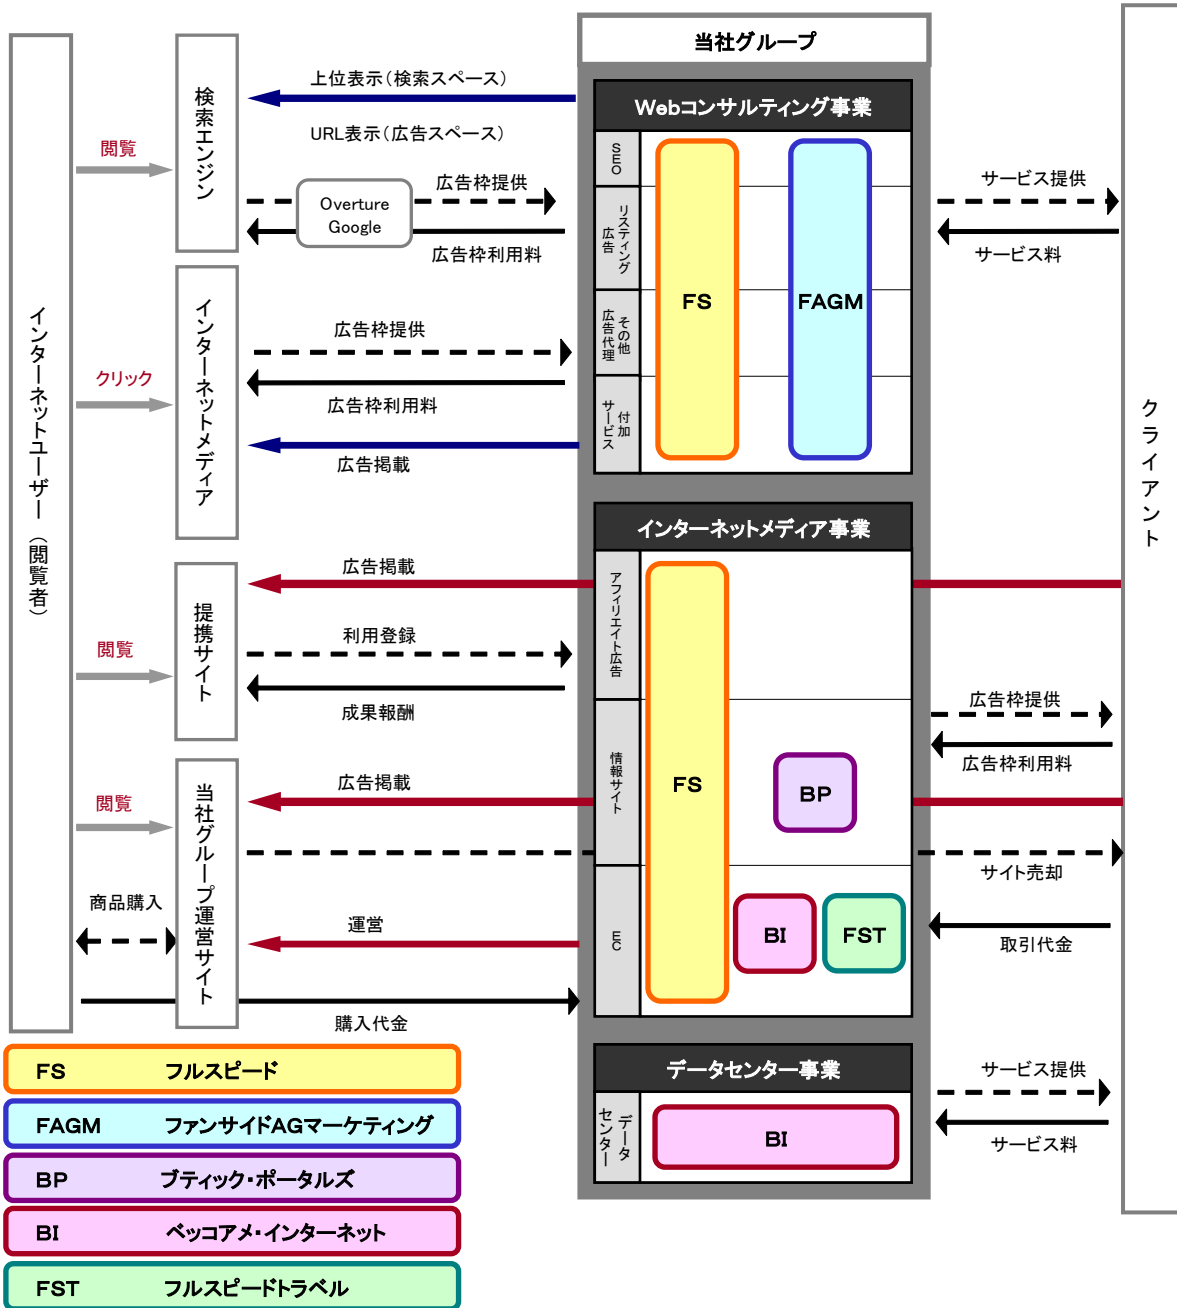 当社グループ
インターネットユーザー（閲覧者）
検索エンジン
インターネットメディア
提携サイト
当社グループ運営サイト
閲覧
クリック
閲覧
閲覧
商品購入
上位表示（検索スペース）
URL表示（広告スペース）
広告枠提供
Overture
Google
広告枠利用料
広告枠提供
広告枠利用料
広告掲載
広告掲載
利用登録
成果報酬
広告掲載
運営
購入代金
Webコンサルティング事業
SEO
リスティング
広告
その他
広告代理
付加
サービス
FS
FAGM
インターネットメディア事業
アフィリエイト広告
情報サイト
EC
FS
BP
BI
FST
データセンター事業
データ
センター
BI
サービス提供
サービス料
広告枠提供
広告枠利用料
サイト売却
取引代金
サービス提供
サービス料
クライアント
FS フルスピード
FAGM ファンサイドAGマーケティング
BP ブティック・ポータルズ
BI ベッコアメ・インターネット
FST フルスピードトラベル